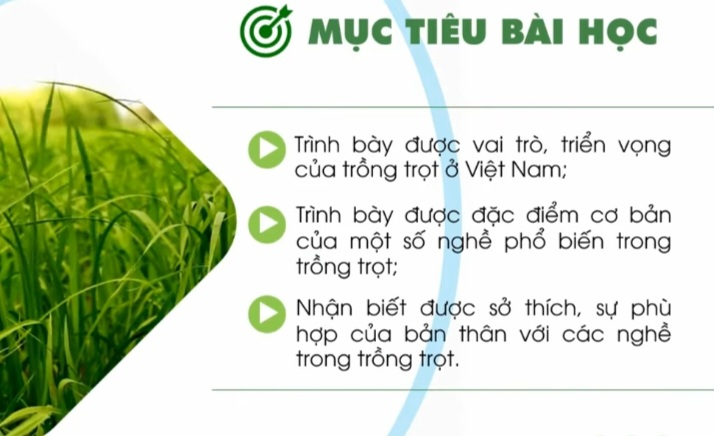 MỤC TIÊU BÀI HỌC
Trình bày được vai trò, triển vọng
của trồng trọt ở Việt Nam;
Trình bày được đặc điểm cơ bản
của một số nghề phổ biến trong
trồng trọt;
Nhận biết được sở thích, sự phù
hợp của bản thân với các nghề
trong trồng trọt.